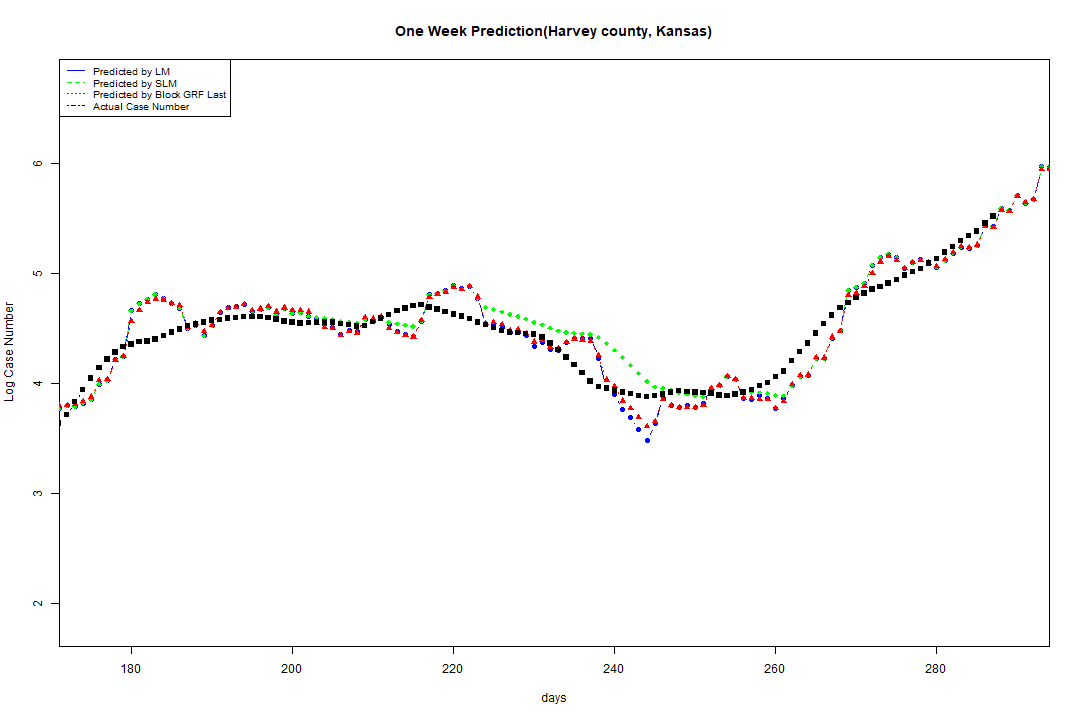 One Week Prediction(Harvey county, Kansas)
Predicted by LM
Predicted by SLM
Predicted by Block GRF Last
Actual Case Number
Log Case Number
6
5
4
3
2
180 200 220 240 260 280
days